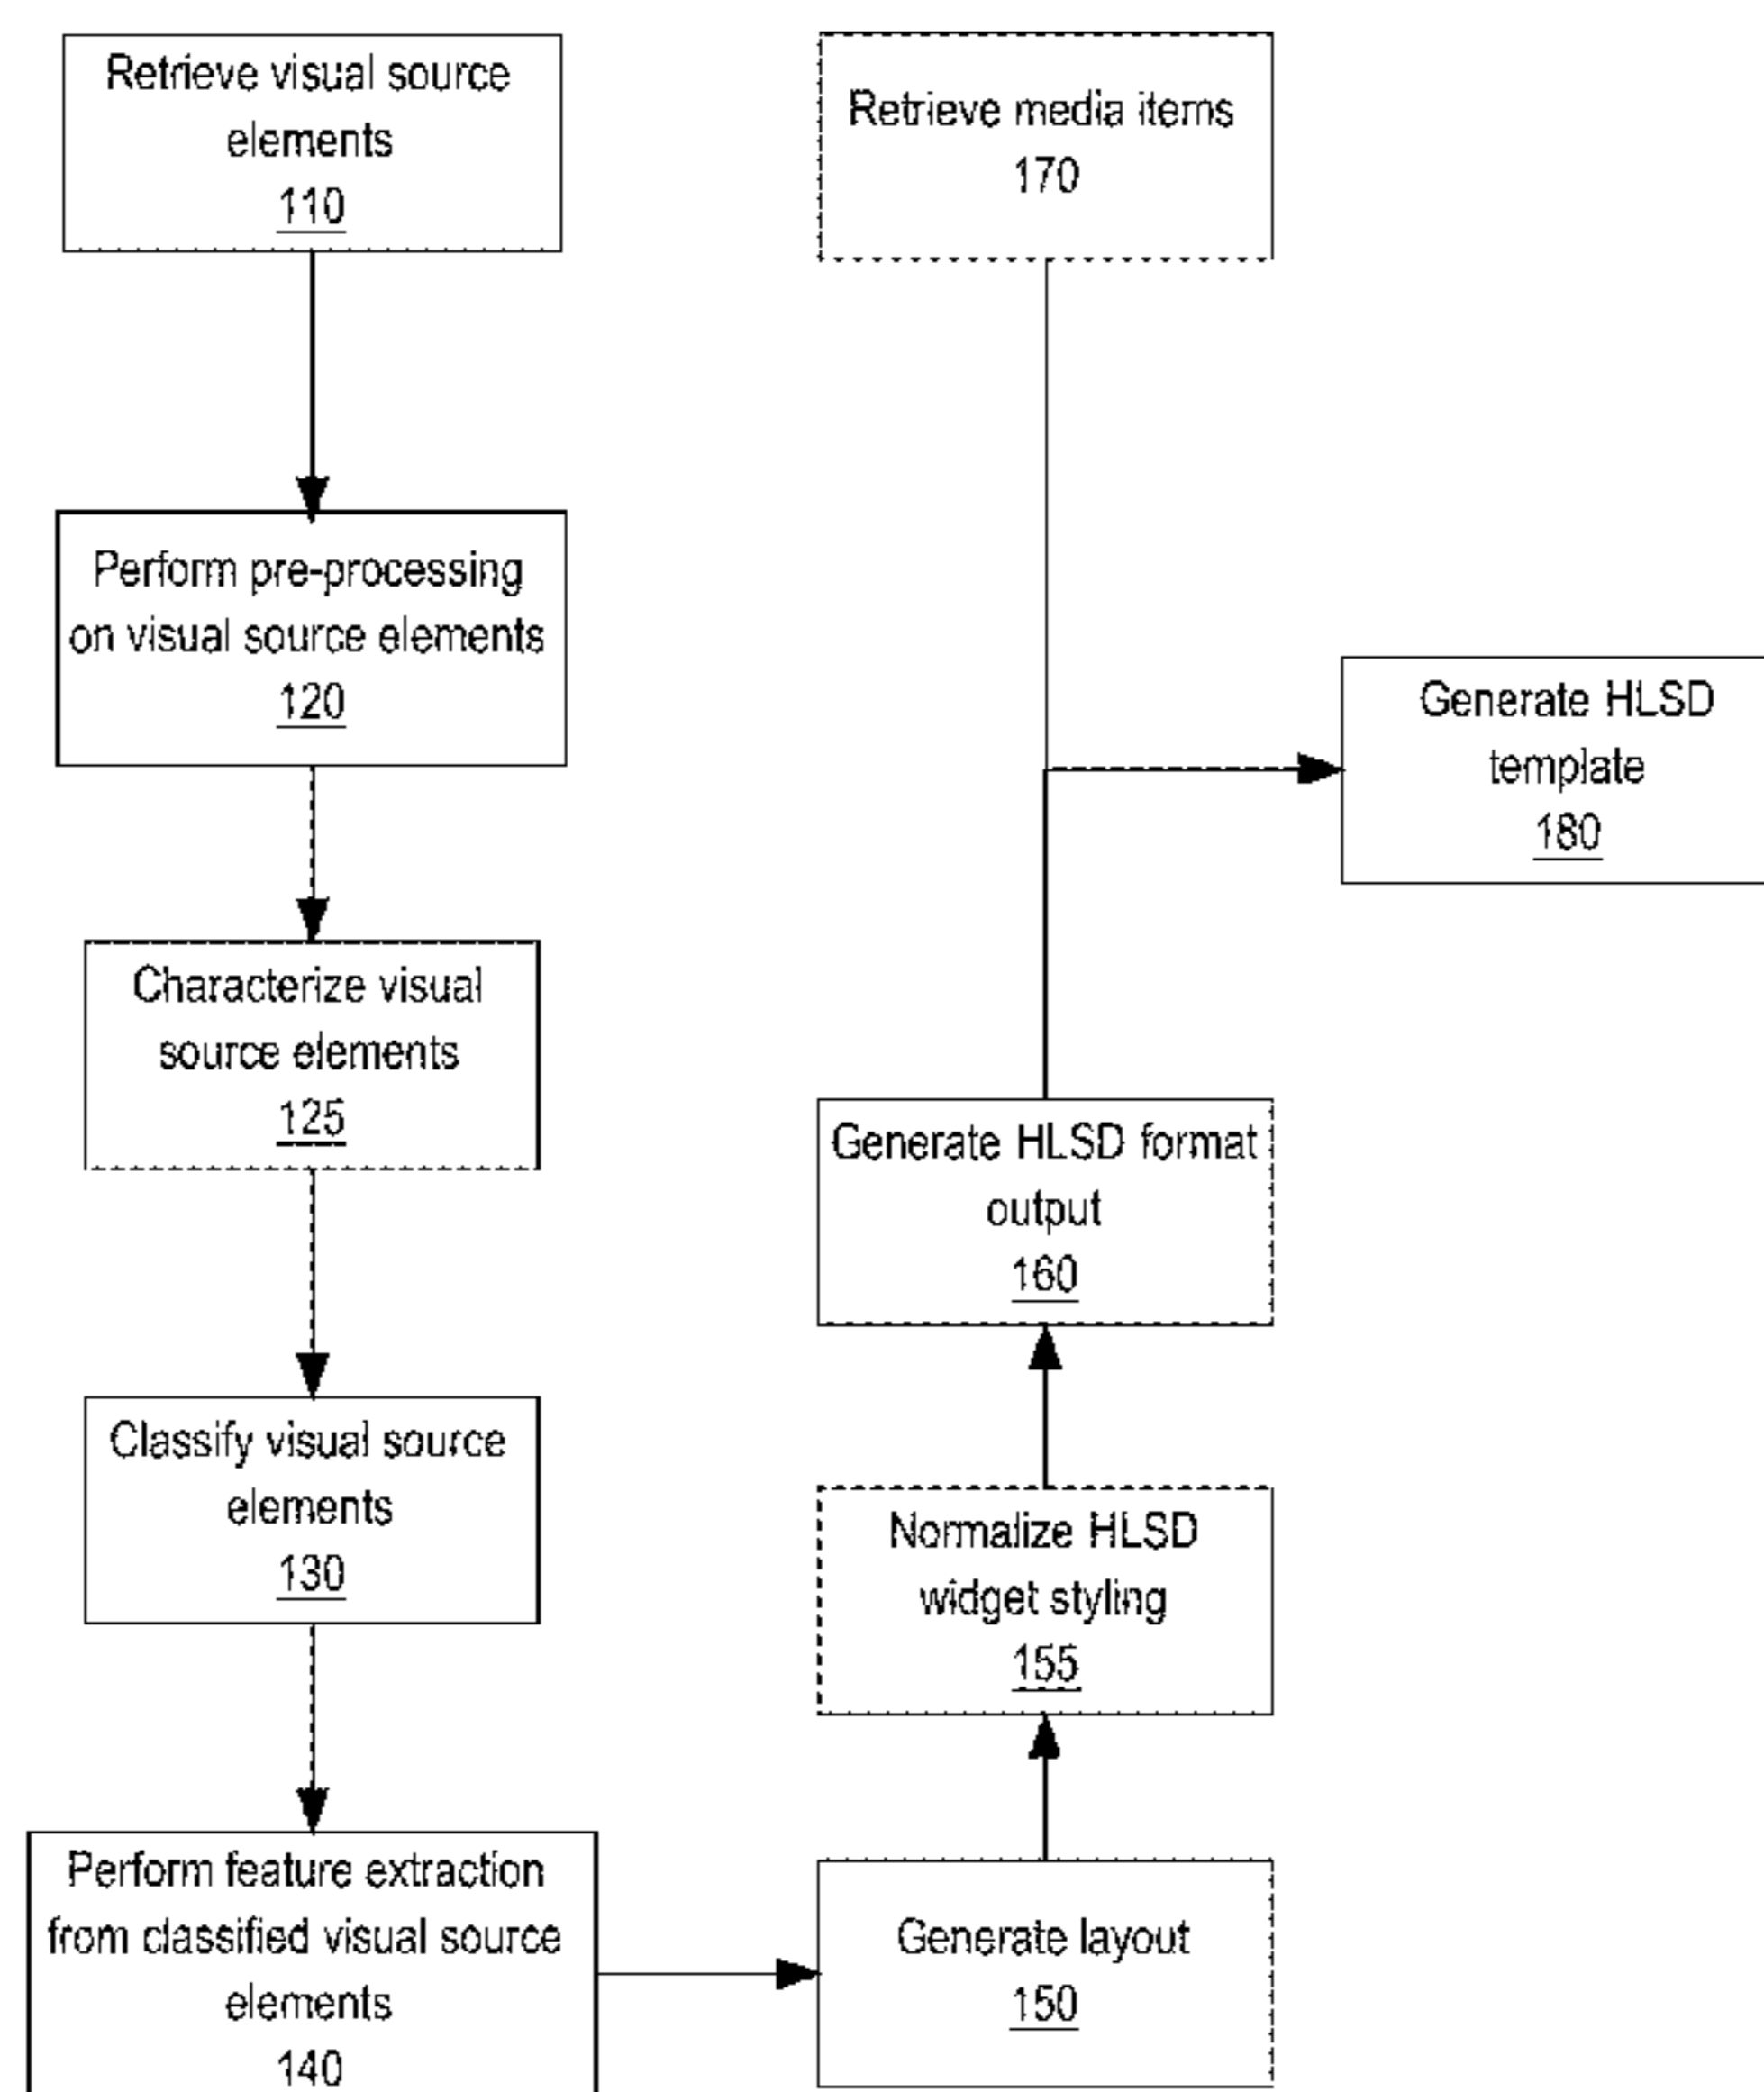 Retrieve visual source
elements
110
Perform pre-processing
on visual source elements
120
Characterize visual
source elements
125
Classify visual source
elements
130
Perform feature extraction
from classified visual source
elements
140
Retrieve media items
170
Generate HLSD
template
180
Generate HLSD format
output
160
Normalize HLSD
widget styling
155
Generate layout
150